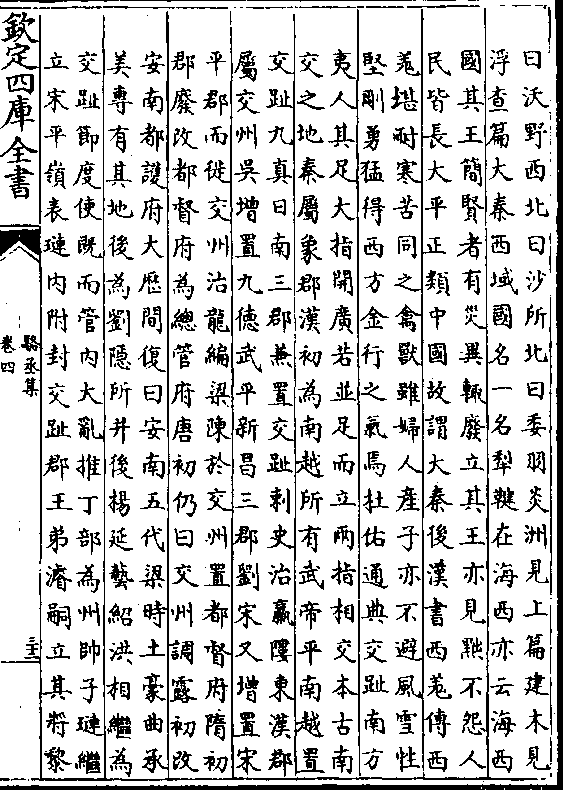 曰沃野西北曰沙所北曰委羽炎洲見上篇建木見
浮查篇大秦西域國名一名犁鞬在海西亦云海西
國其王簡賢者有災異輒廢立其王亦見黜不怨人
民皆長大平正類中國故謂大秦後漢書西羌傳西
羌堪耐寒苦同之禽獸雖婦人產子亦不避風雪性
堅剛勇猛得西方金行之氣焉杜佑通典交趾南方
夷人其足大指開廣若並足而立兩指相交本古南
交之地秦屬象郡漢初為南越所有武帝平南越置
交趾九真日南三郡兼置交趾刺史治羸𨻻東漢郡
屬交州吳增置九德武平新昌三郡劉宋又增置宋
平郡而徙交州治龍編梁陳於交州置都督府隋初
郡廢改都督府為總管府唐初仍曰交州調露初改
安南都護府大歷間復曰安南五代梁時土豪曲承
美專有其地後為劉隱所并後楊延藝紹洪相繼為
交趾節度使既而管內大亂推丁部為州帥子璉繼
立宋平嶺表璉內附封交趾郡王弟濬嗣立其將黎
欽定四庫全書
駱丞集
卷四
三十